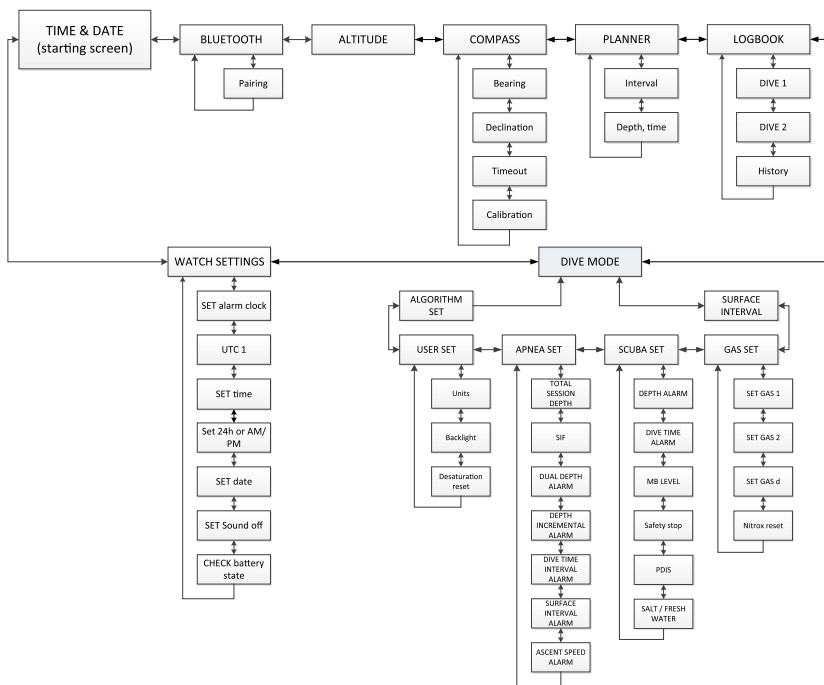 TIME & DATE
(starting screen)
BLUETOOTH
ALTITUDE
COMPASS
PLANNER
LOGBOOK
Pairing
Bearing
Declination
Timeout
Calibration
Interval
Depth, time
DIVE 1
DIVE 2
History
WATCH SETTINGS
DIVE MODE
SET alarm clock
UTC 1
SET time
Set 24h or AM/
PM
SET date
SET Sound off
CHECK battery
state
ALGORITHM
SET
SURFACE
INTERVAL
USER SET
APNEA SET
SCUBA SET
GAS SET
Units
Backlight
Desaturation
reset
TOTAL
SESSION
DEPTH
SIF
DUAL DEPTH
ALARM
DEPTH
INCREMENTAL
ALARM
DIVE TIME
INTERVAL
ALARM
SURFACE
INTERVAL
ALARM
ASCENT SPEED
ALARM
DEPTH ALARM
DIVE TIME
ALARM
MB LEVEL
Safety stop
PDIS
SALT / FRESH
WATER
SET GAS 1
SET GAS 2
SET GAS d
Nitrox reset